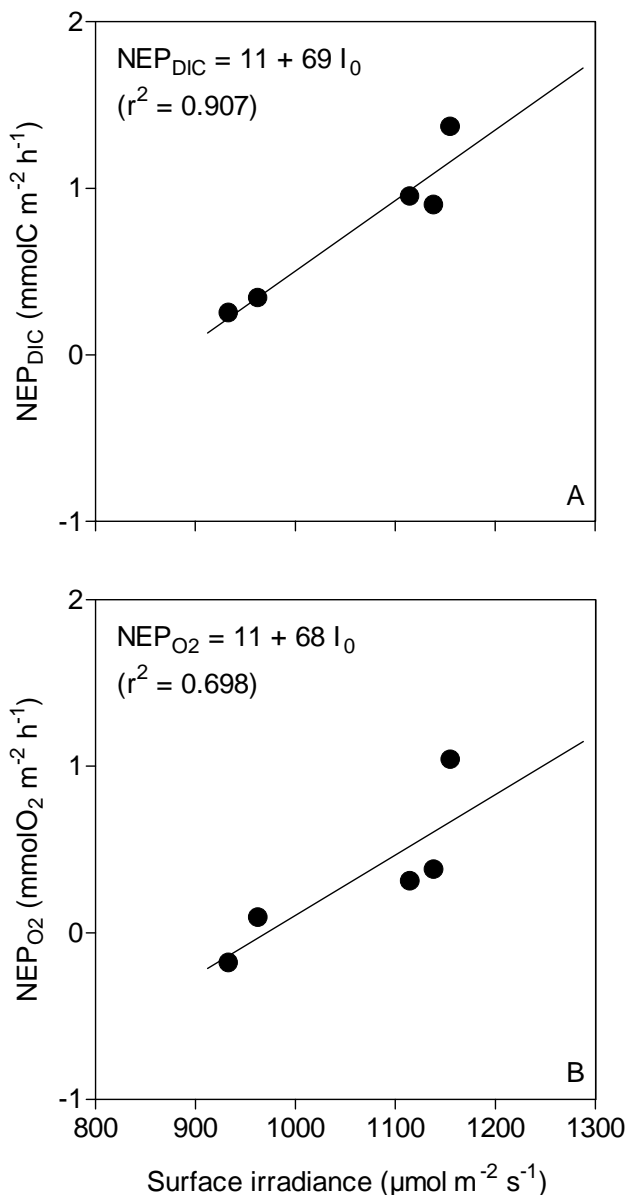 2
NEP_DIC = 11 + 69 I_0
(r^2 = 0.907)
1
NEP_DIC (mmolC m^-2 h^-1)
0
A
-1
2
NEP_O2 = 11 + 68 I_0
(r^2 = 0.698)
1
NEP_O2 (mmolO_2 m^-2 h^-1)
0
B
-1
800 900 1000 1100 1200 1300
Surface irradiance (µmol m^-2 s^-1)